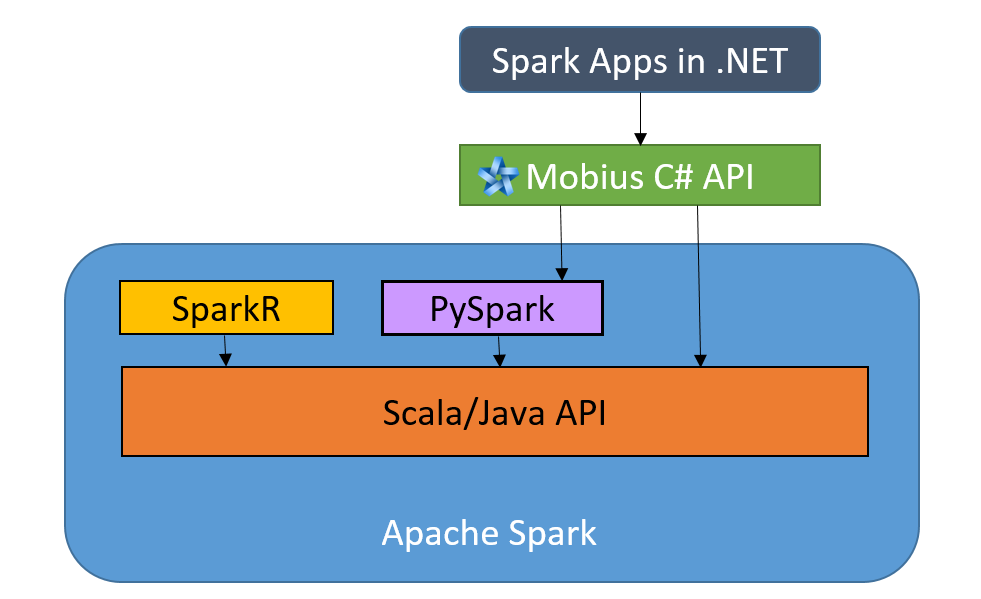 Spark Apps in .NET
Mobius C# API
SparkR
PySpark
Scala/Java API
Apache Spark